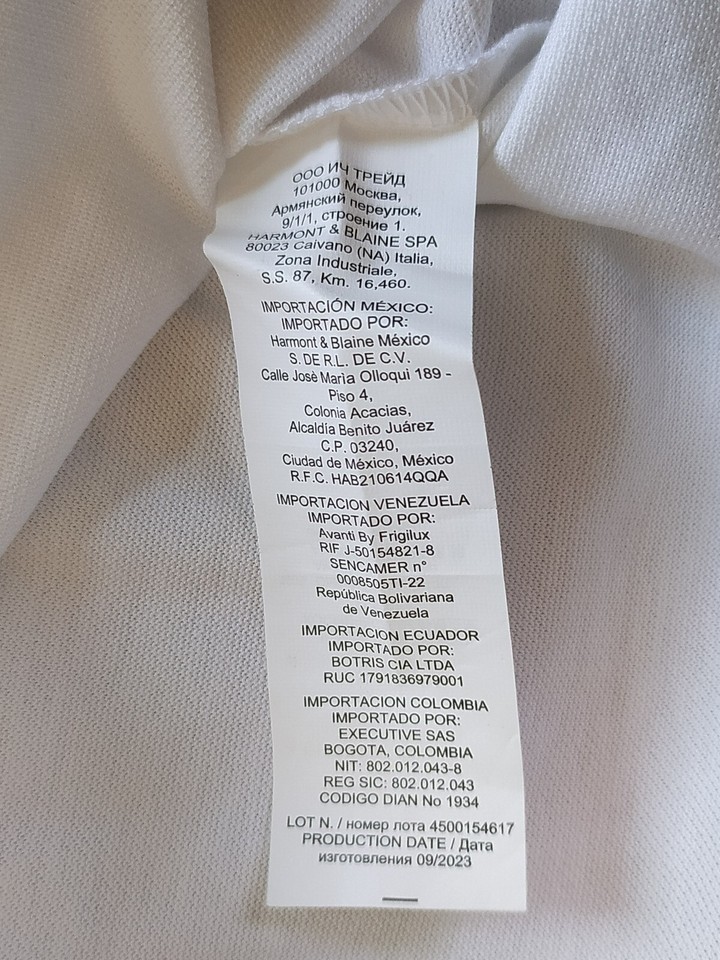 ООО ИЧ ТРЕЙД
101000 Москва,
Армянский переулок,
9/1/1, строение 1.
HARMONT & BLAINE SPA
80023 Caivano (NA) Italia,
Zona Industriale,
S.S. 87, Km. 16,460.
IMPORTACIÓN MÉXICO:
IMPORTADO POR:
Harmont & Blaine México
S. DE R.L. DE C.V.
Calle Josè Marìa Olloqui 189 -
Piso 4,
Colonia Acacias,
Alcaldía Benito Juárez
C.P. 03240,
Ciudad de México, México
R.F.C. HAB210614QQA
IMPORTACION VENEZUELA
IMPORTADO POR:
Avanti By Frigilux
RIF J-50154821-8
SENCAMER n°
0008505TI-22
República Bolivariana
de Venezuela
IMPORTACION ECUADOR
IMPORTADO POR:
BOTRIS CIA LTDA
RUC 1791836979001
IMPORTACION COLOMBIA
IMPORTADO POR:
EXECUTIVE SAS
BOGOTA, COLOMBIA
NIT: 802.012.043-8
REG SIC: 802.012.043
CODIGO DIAN No 1934
LOT N. / номер лота 4500154617
PRODUCTION DATE / Дата
изготовления 09/2023